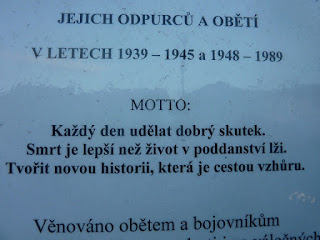 JEJICH ODPŮRCŮ A OBĚTÍ
V LETECH 1939 – 1945 a 1948 – 1989
MOTTO:
Každý den udělat dobrý skutek.
Smrt je lepší než život v poddanství lži.
Tvořit novou historii, která je cestou vzhůru.
Věnováno obětem a bojovníkům